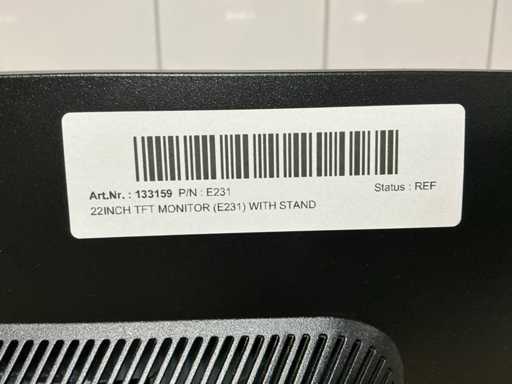 Art.Nr. : 133159 P/N : E231 Status : REF
22INCH TFT MONITOR (E231) WITH STAND